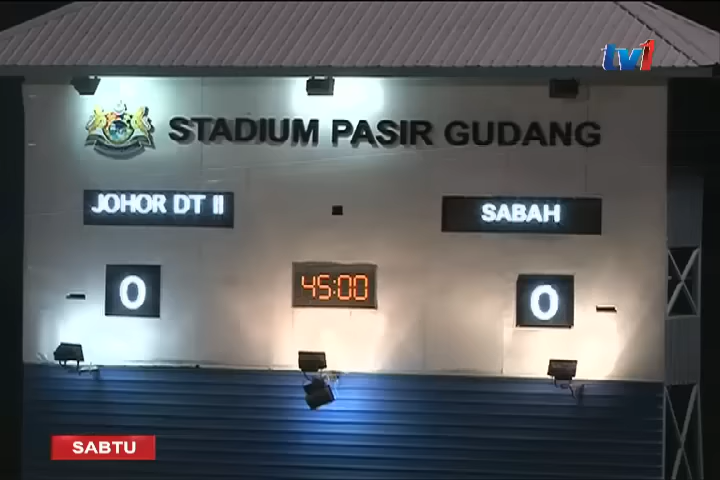 tv1
STADIUM PASIR GUDANG
JOHOR DT II
SABAH
0
45:00
0
SABTU